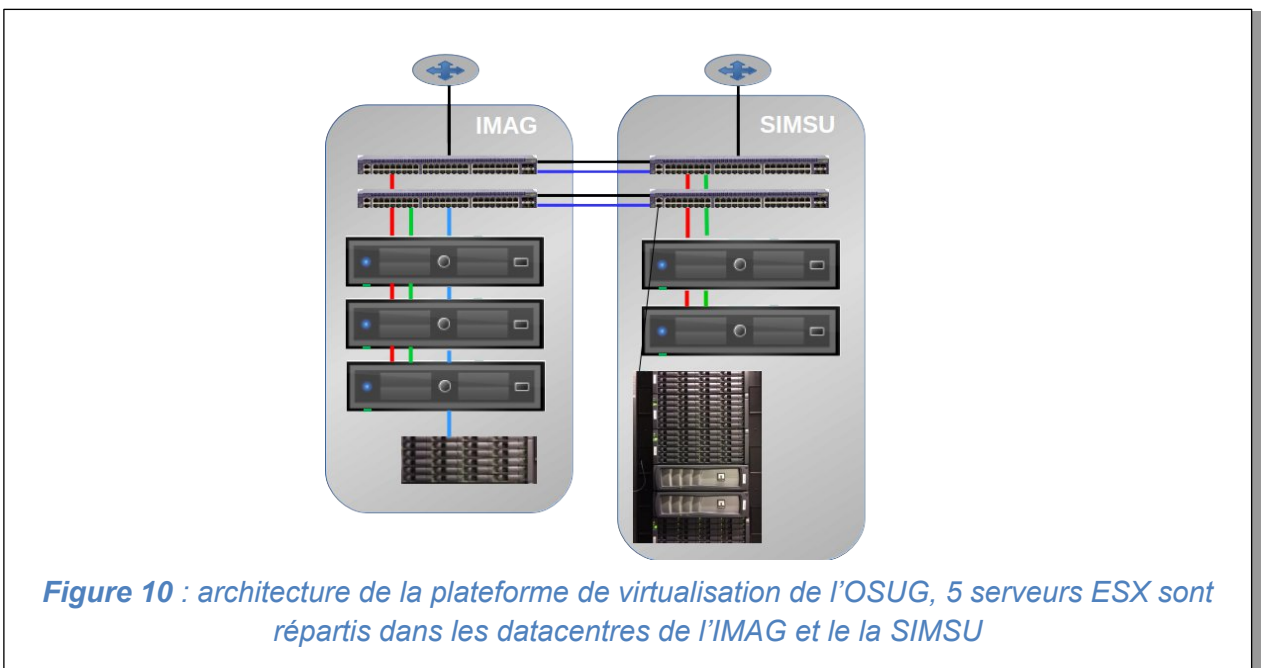 IMAG
SIMSU
Figure 10 : architecture de la plateforme de virtualisation de l’OSUG, 5 serveurs ESX sont
répartis dans les datacentres de l’IMAG et le la SIMSU